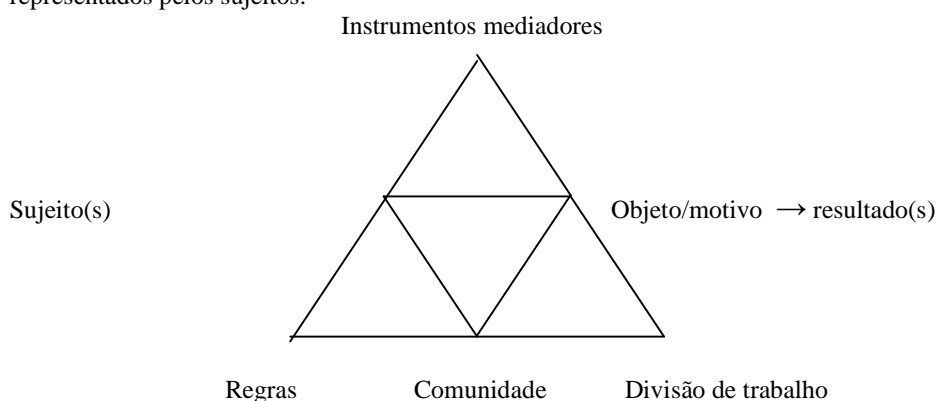 representados pelos sujeitos.
Instrumentos mediadores
Sujeito(s) Objeto/motivo → resultado(s)
Regras Comunidade Divisão de trabalho